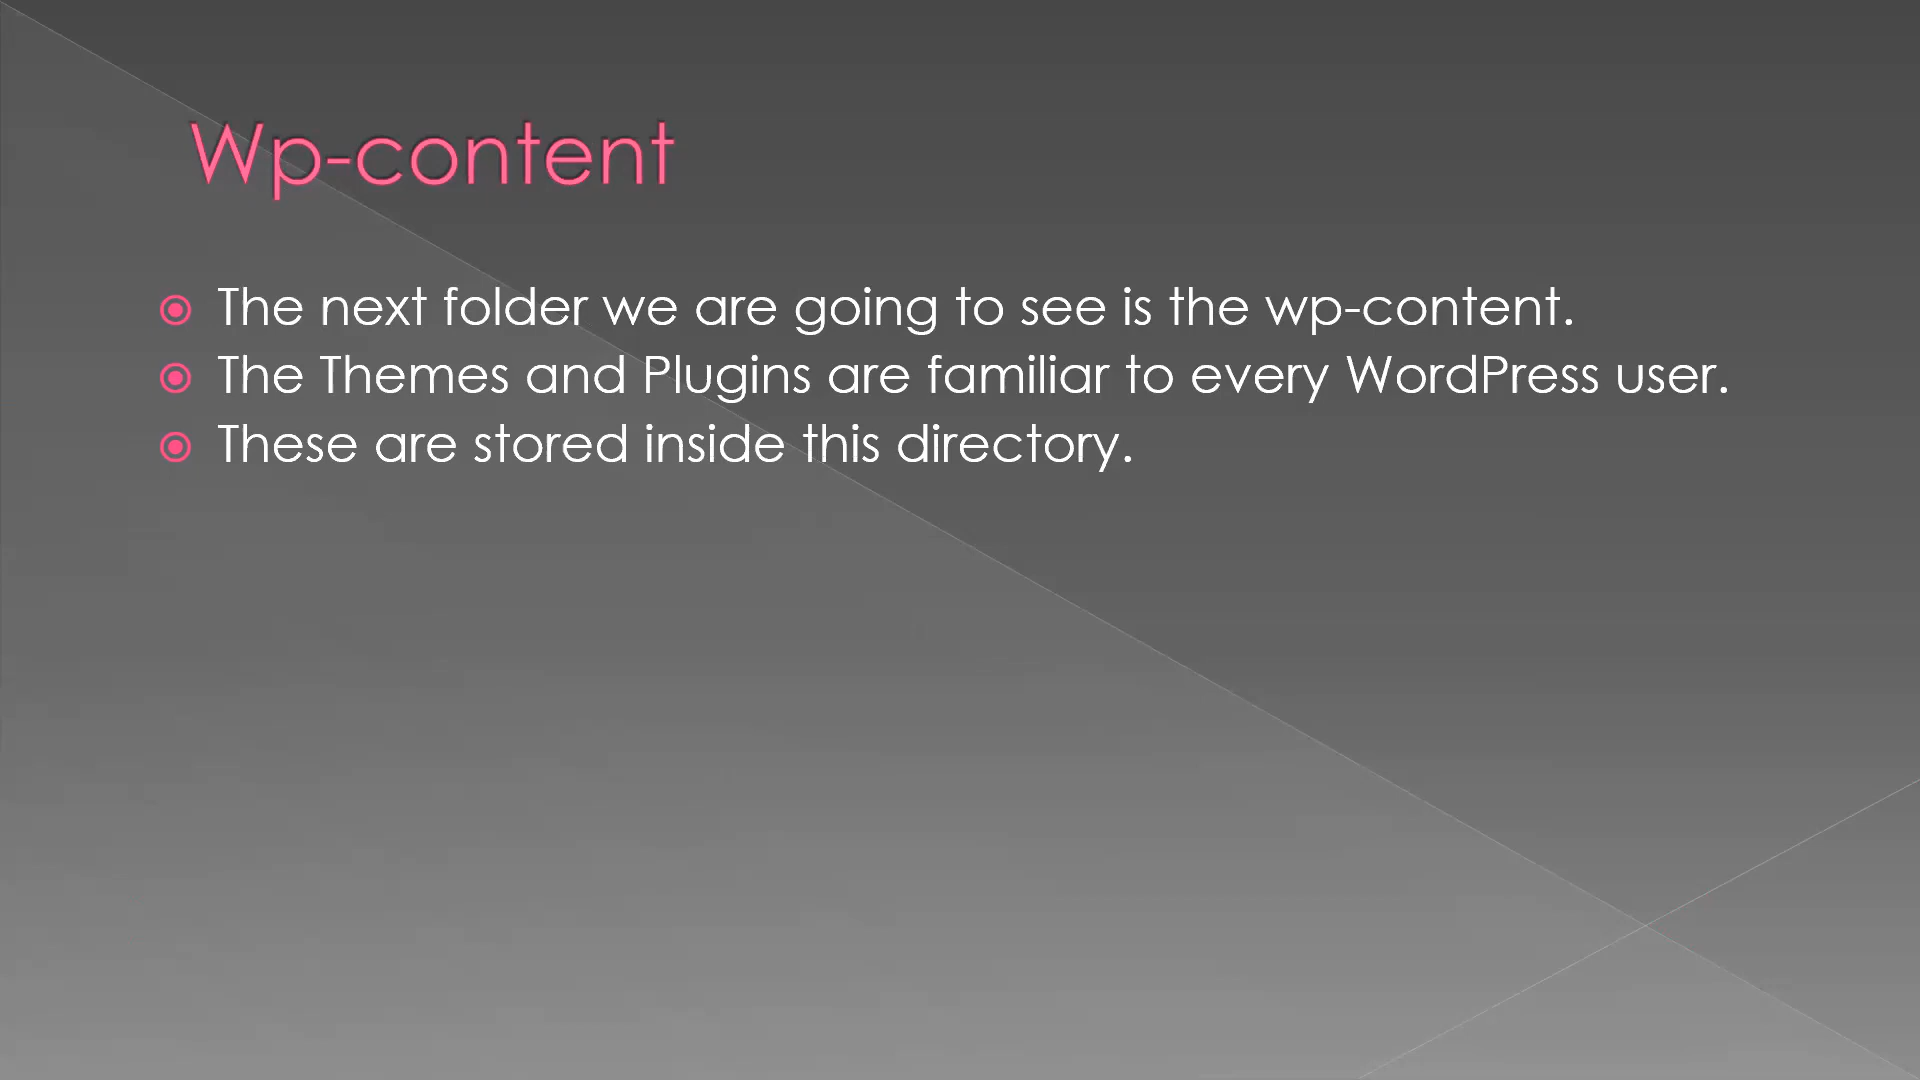 Wp-content
The next folder we are going to see is the wp-content.
The Themes and Plugins are familiar to every WordPress user.
These are stored inside this directory.